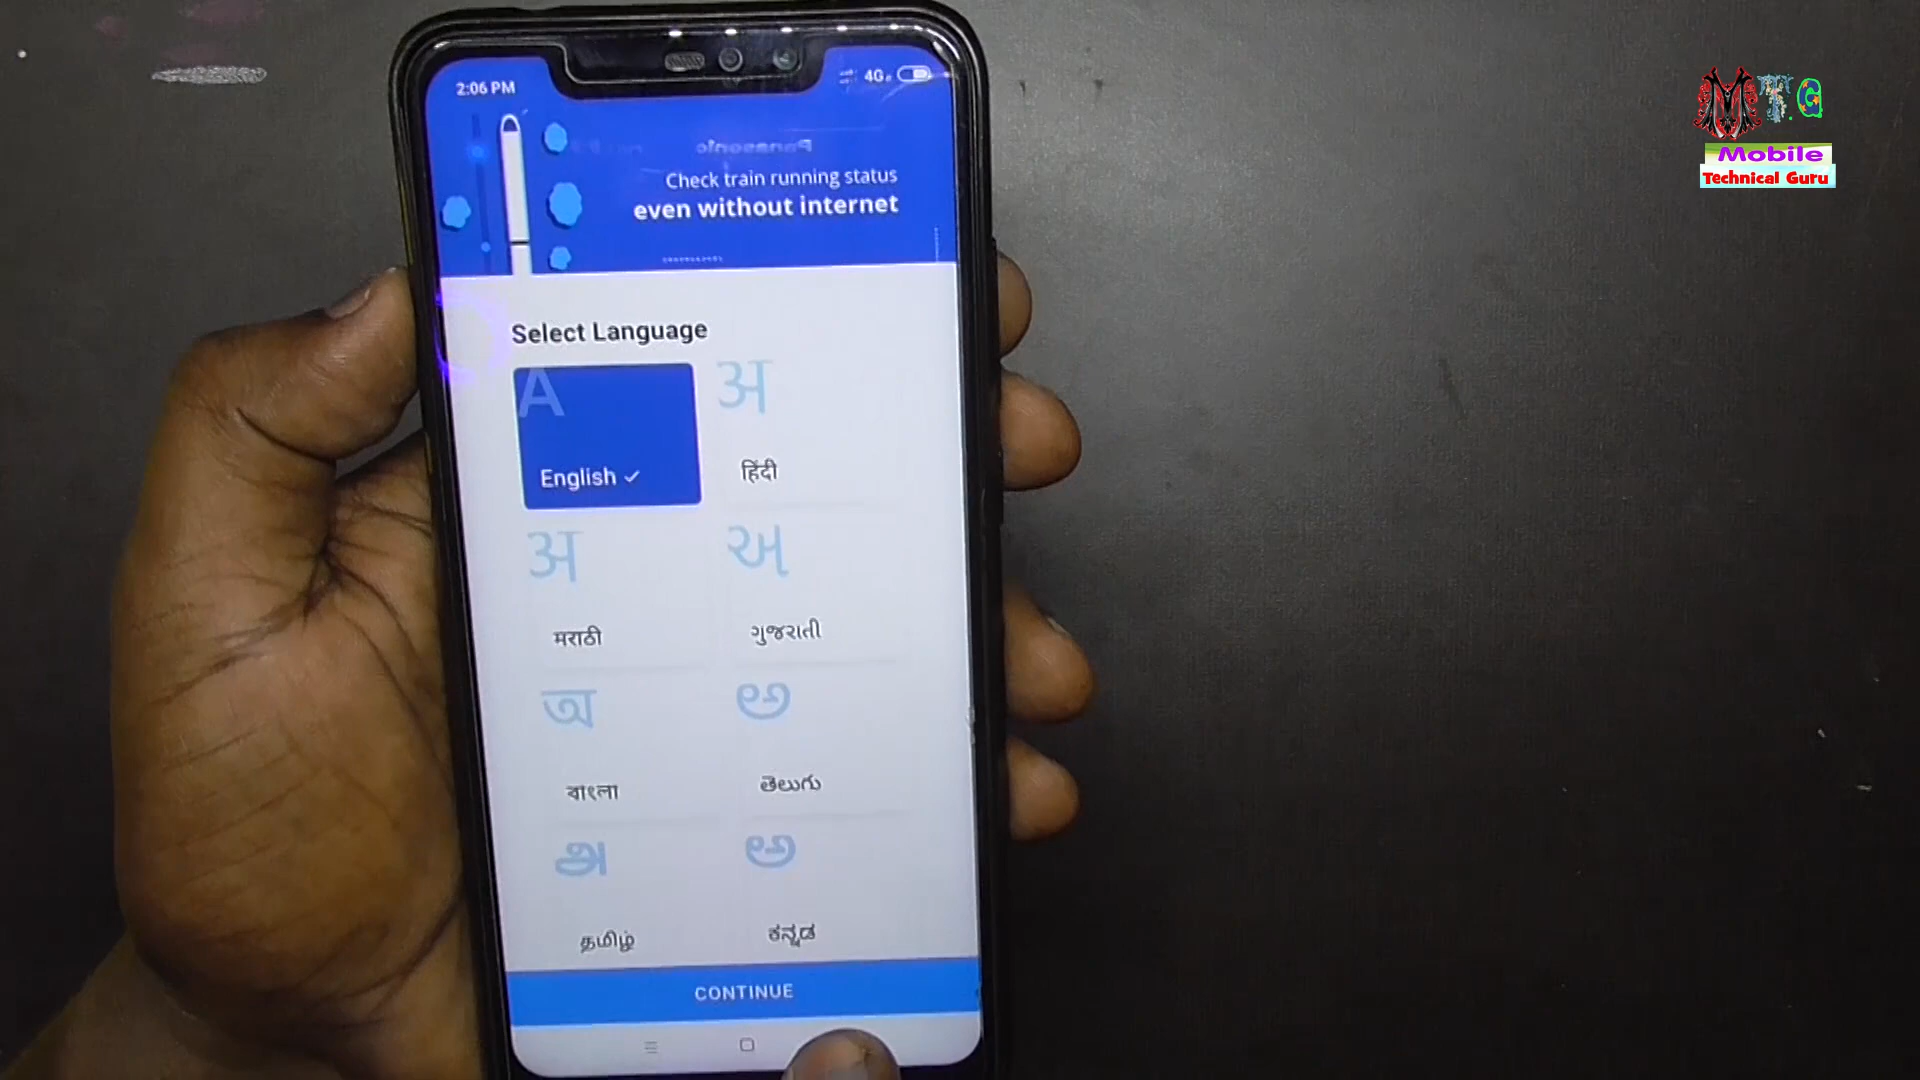 2:06 PM
4G
Check train running status
even without internet
Select Language
A
English
अ
हिंदी
अ
मराठी
અ
ગુજરાતી
অ
বাংলা
అ
తెలుగు
அ
தமிழ்
ಅ
ಕನ್ನಡ
CONTINUE
M T.G
Mobile
Technical Guru